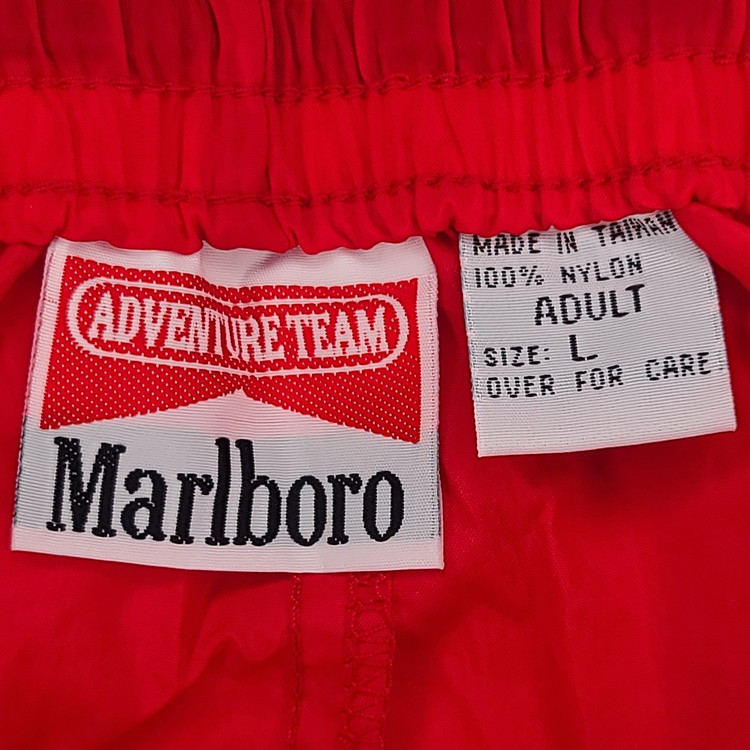 ADVENTURE TEAM
Marlboro
MADE IN TAIWAN
100% NYLON
ADULT
SIZE: L
OVER FOR CARE